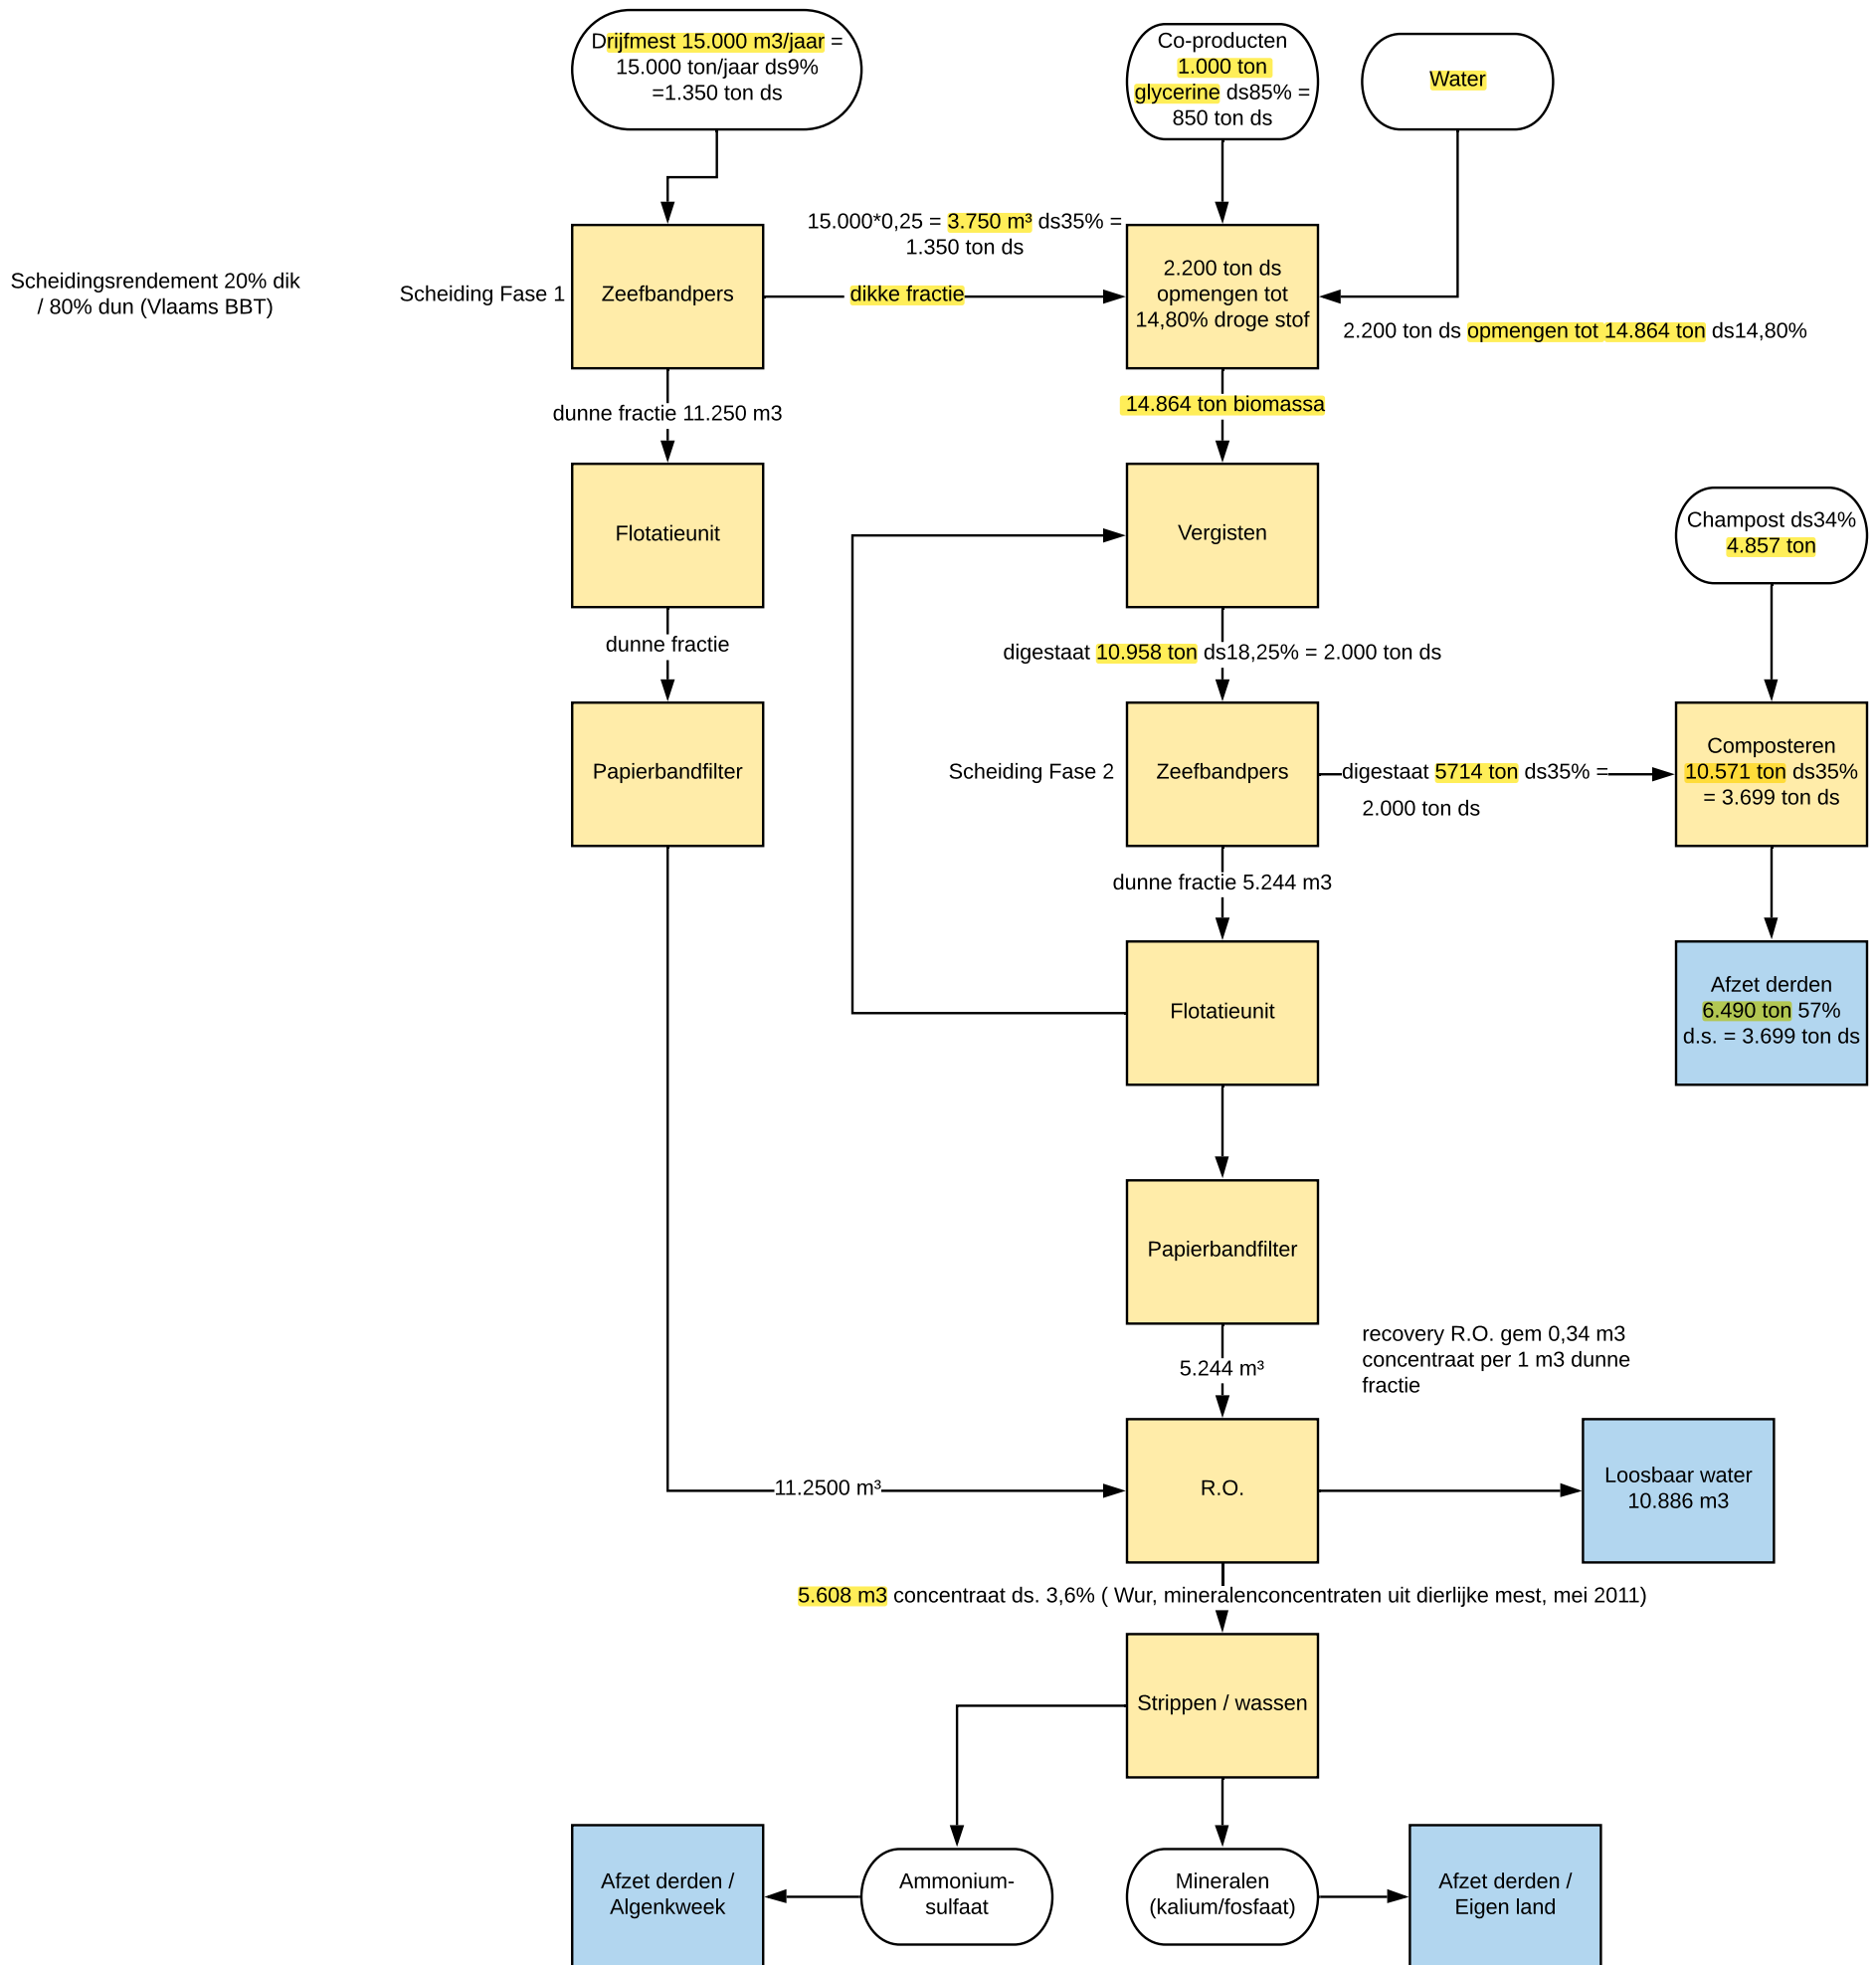 Drijfmest 15.000 m3/jaar =
15.000 ton/jaar ds9%
=1.350 ton ds
Co-producten
1.000 ton
glycerine ds85% =
850 ton ds
Water
15.000*0,25 = 3.750 m³ ds35% =
1.350 ton ds
Scheidingsrendement 20% dik
/ 80% dun (Vlaams BBT)
Scheiding Fase 1
Zeefbandpers
dikke fractie
2.200 ton ds
opmengen tot
14,80% droge stof
2.200 ton ds opmengen tot 14.864 ton ds14,80%
dunne fractie 11.250 m3
14.864 ton biomassa
Flotatieunit
Vergisten
Champost ds34%
4.857 ton
dunne fractie
digestaat 10.958 ton ds18,25% = 2.000 ton ds
Papierbandfilter
Scheiding Fase 2
Zeefbandpers
digestaat 5714 ton ds35% =
2.000 ton ds
Composteren
10.571 ton ds35%
= 3.699 ton ds
dunne fractie 5.244 m3
Flotatieunit
Afzet derden
6.490 ton 57%
d.s. = 3.699 ton ds
Papierbandfilter
recovery R.O. gem 0,34 m3
concentraat per 1 m3 dunne
fractie
5.244 m³
11.2500 m³
R.O.
Loosbaar water
10.886 m3
5.608 m3 concentraat ds. 3,6% ( Wur, mineralenconcentraten uit dierlijke mest, mei 2011)
Strippen / wassen
Afzet derden /
Algenkweek
Ammonium-
sulfaat
Mineralen
(kalium/fosfaat)
Afzet derden /
Eigen land